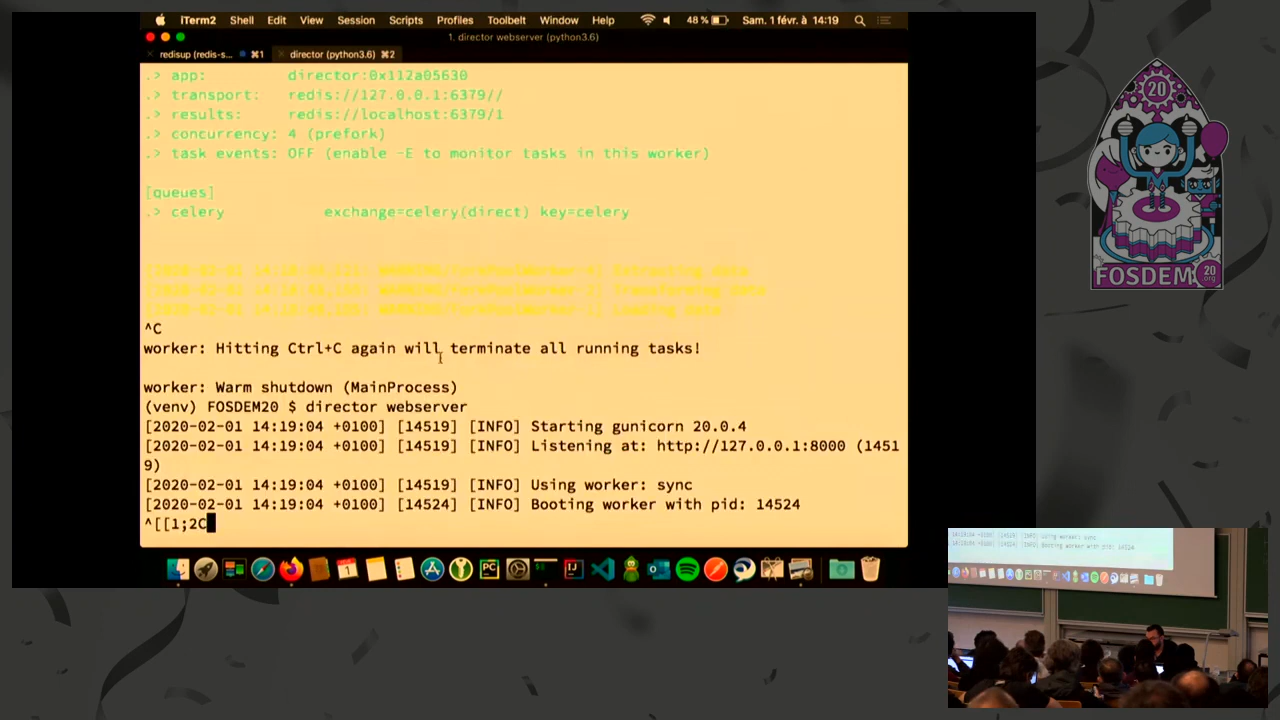 iTerm2 Shell Edit View Session Scripts Profiles Toolbelt Window Help 48 % Sam. 1 févr. à 14:19
1. director webserver (python3.6)
redisup (redis-s... ⌘1 director (python3.6) ⌘2
.> app: director:0x112a05630
.> transport: redis://127.0.0.1:6379//
.> results: redis://localhost:6379/1
.> concurrency: 4 (prefork)
.> task events: OFF (enable -E to monitor tasks in this worker)
[queues]
.> celery exchange=celery(direct) key=celery
Extracting data
Transforming data
Loading data
^C
worker: Hitting Ctrl+C again will terminate all running tasks!
worker: Warm shutdown (MainProcess)
(venv) FOSDEM20 $ director webserver
[2020-02-01 14:19:04 +0100] [14519] [INFO] Starting gunicorn 20.0.4
[2020-02-01 14:19:04 +0100] [14519] [INFO] Listening at: http://127.0.0.1:8000 (1451
9)
[2020-02-01 14:19:04 +0100] [14519] [INFO] Using worker: sync
[2020-02-01 14:19:04 +0100] [14524] [INFO] Booting worker with pid: 14524
^[[1;2C
20
FOSDEM 20
.org